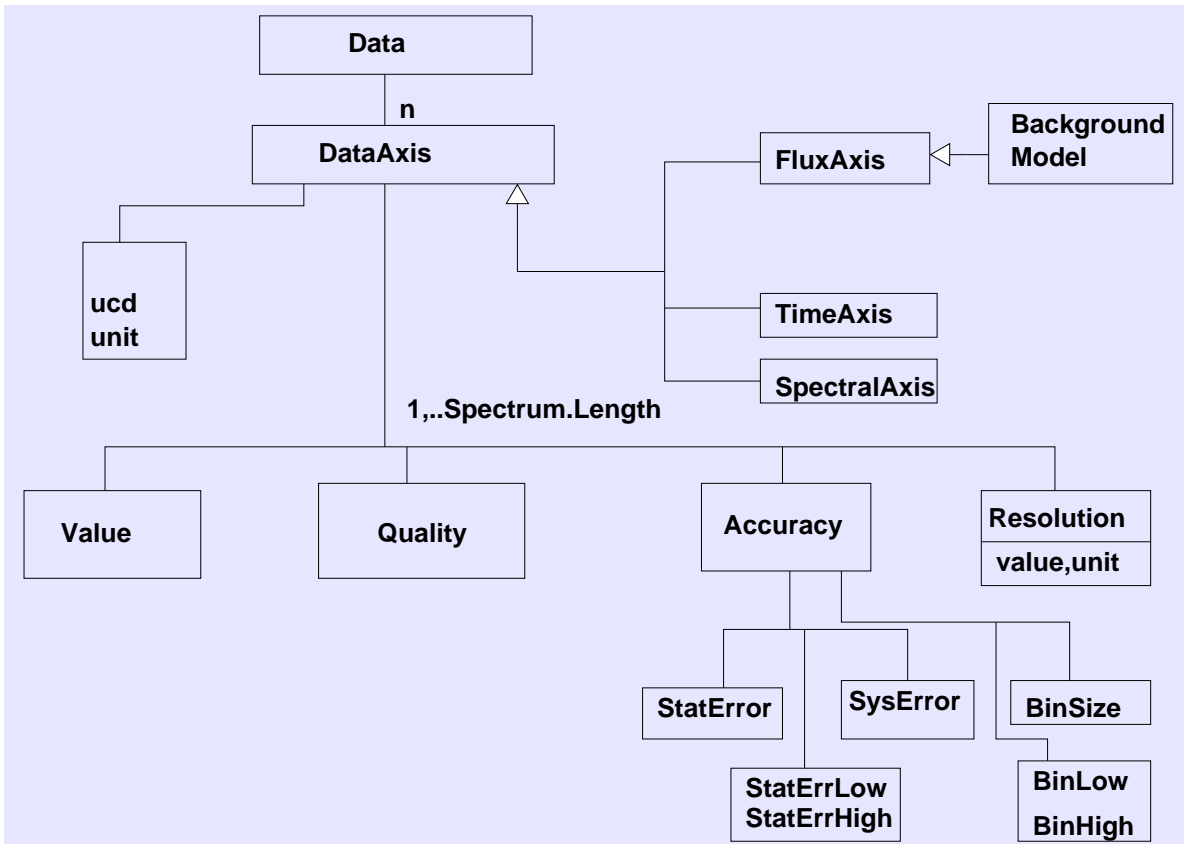 Data
n
DataAxis
FluxAxis
Background
Model
ucd
unit
TimeAxis
SpectralAxis
1,..Spectrum.Length
Value
Quality
Accuracy
Resolution
value,unit
StatError
SysError
BinSize
StatErrLow
StatErrHigh
BinLow
BinHigh